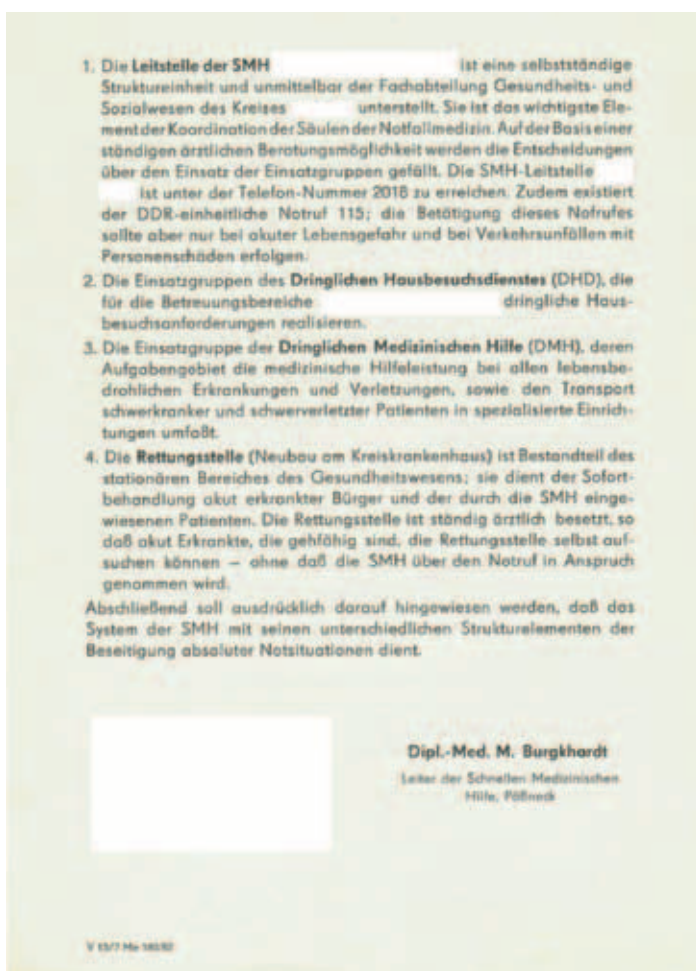 1. Die Leitstelle der SMH ist eine selbstständige
Struktureinheit und unmittelbar der Fachabteilung Gesundheits- und
Sozialwesen des Kreises unterstellt. Sie ist das wichtigste Ele-
ment der Koordination der Säulen der Notfallmedizin. Auf der Basis einer
ständigen ärztlichen Beratungsmöglichkeit werden die Entscheidungen
über den Einsatz der Einsatzgruppen gefällt. Die SMH-Leitstelle
ist unter der Telefon-Nummer 2018 zu erreichen. Zudem existiert
der DDR-einheitliche Notruf 115; die Betätigung dieses Notrufes
sollte aber nur bei akuter Lebensgefahr und bei Verkehrsunfällen mit
Personenschäden erfolgen.
2. Die Einsatzgruppen des Dringlichen Hausbesuchsdienstes (DHD), die
für die Betreuungsbereiche dringliche Haus-
besuchsanforderungen realisieren.
3. Die Einsatzgruppe der Dringlichen Medizinischen Hilfe (DMH), deren
Aufgabengebiet die medizinische Hilfeleistung bei allen lebensbe-
drohlichen Erkrankungen und Verletzungen, sowie den Transport
schwerkranker und schwerverletzter Patienten in spezialisierte Einrich-
tungen umfaßt.
4. Die Rettungsstelle (Neubau am Kreiskrankenhaus) ist Bestandteil des
stationären Bereiches des Gesundheitswesens; sie dient der Sofort-
behandlung akut erkrankter Bürger und der durch die SMH einge-
wiesenen Patienten. Die Rettungsstelle ist ständig ärztlich besetzt, so
daß akut Erkrankte, die gehfähig sind, die Rettungsstelle selbst auf-
suchen können – ohne daß die SMH über den Notruf in Anspruch
genommen wird.
Abschließend soll ausdrücklich darauf hingewiesen werden, daß das
System der SMH mit seinen unterschiedlichen Strukturelementen der
Beseitigung absoluter Notsituationen dient.
Dipl.-Med. M. Burgkhardt
Leiter der Schnellen Medizinischen
Hilfe, Pößneck